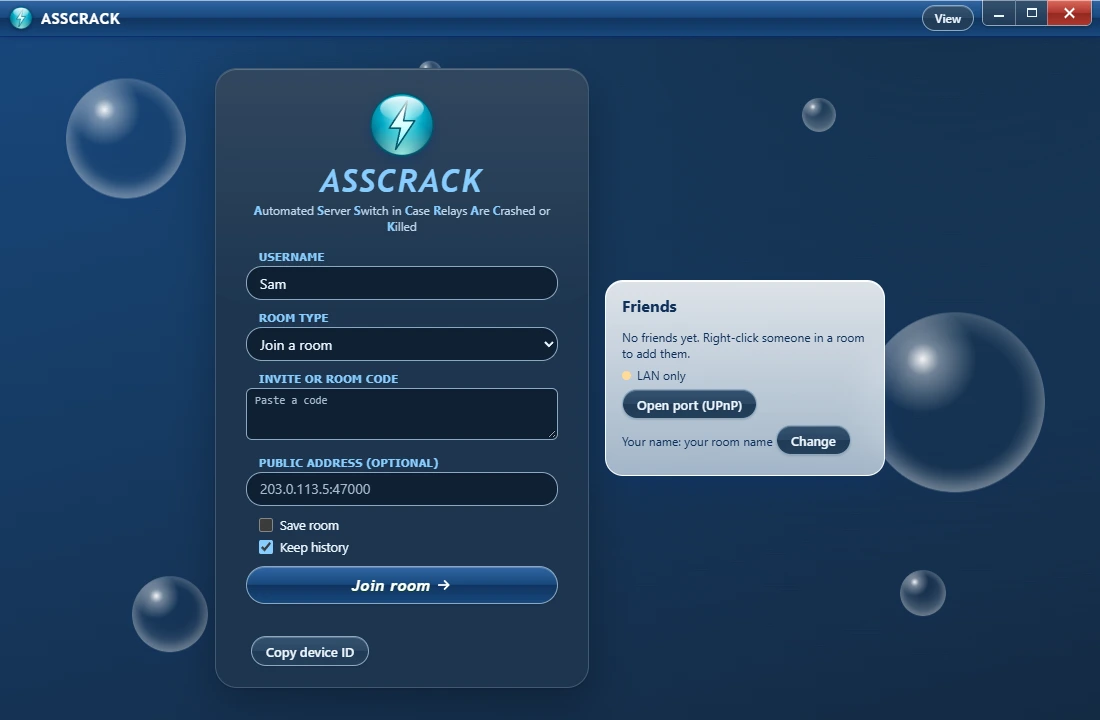 ASSCRACK
View
ASSCRACK
Automated Server Switch in Case Relays Are Crashed or
Killed
USERNAME
Sam
ROOM TYPE
Join a room
INVITE OR ROOM CODE
Paste a code
PUBLIC ADDRESS (OPTIONAL)
203.0.113.5:47000
Save room
Keep history
Join room →
Copy device ID
Friends
No friends yet. Right-click someone in a room
to add them.
LAN only
Open port (UPnP)
Your name: your room name
Change